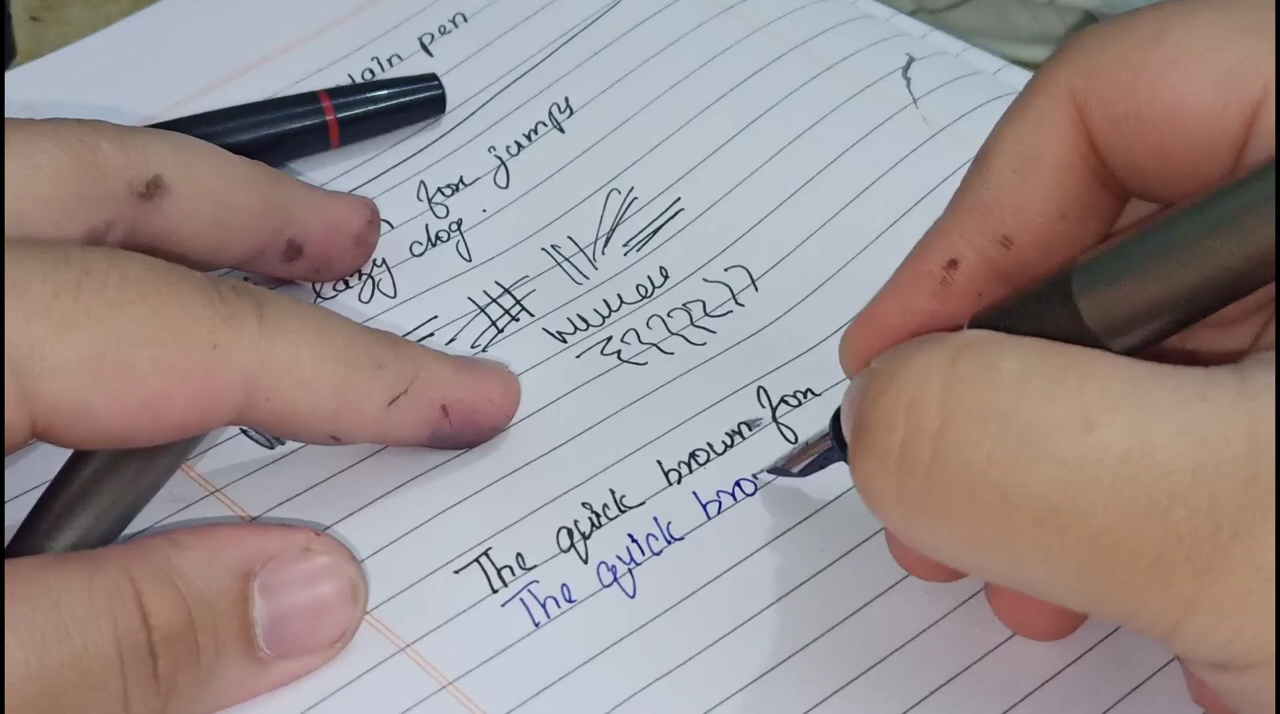 pen
fox jumps
lazy dog.
The quick brown fox
The quick bro